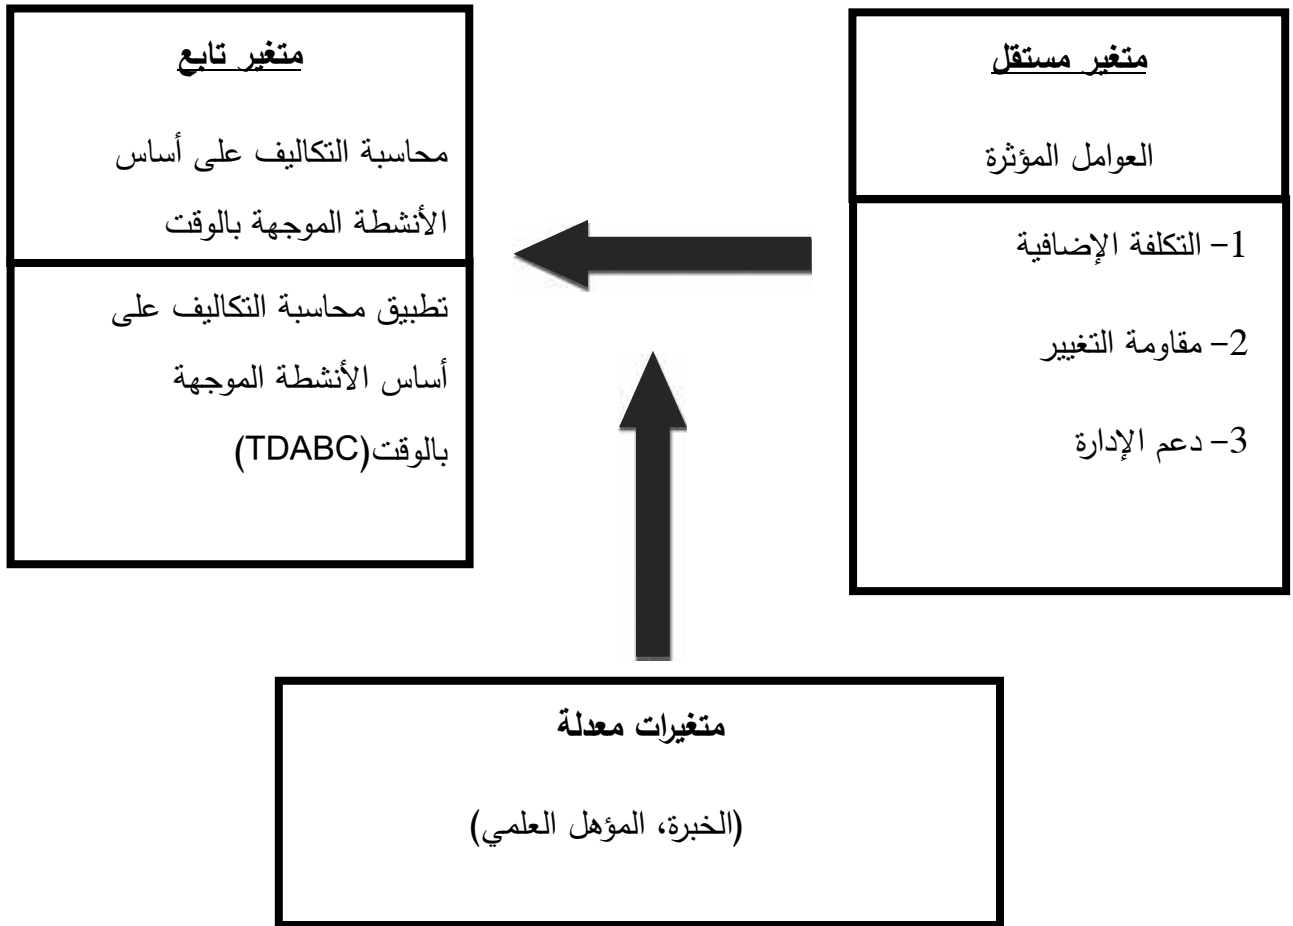 متغير مستقل
العوامل المؤثرة
1- التكلفة الإضافية
2- مقاومة التغيير
3- دعم الإدارة
متغير تابع
محاسبة التكاليف على أساس
الأنشطة الموجهة بالوقت
تطبيق محاسبة التكاليف على
أساس الأنشطة الموجهة
بالوقت(TDABC)
متغيرات معدلة
(الخبرة، المؤهل العلمي)